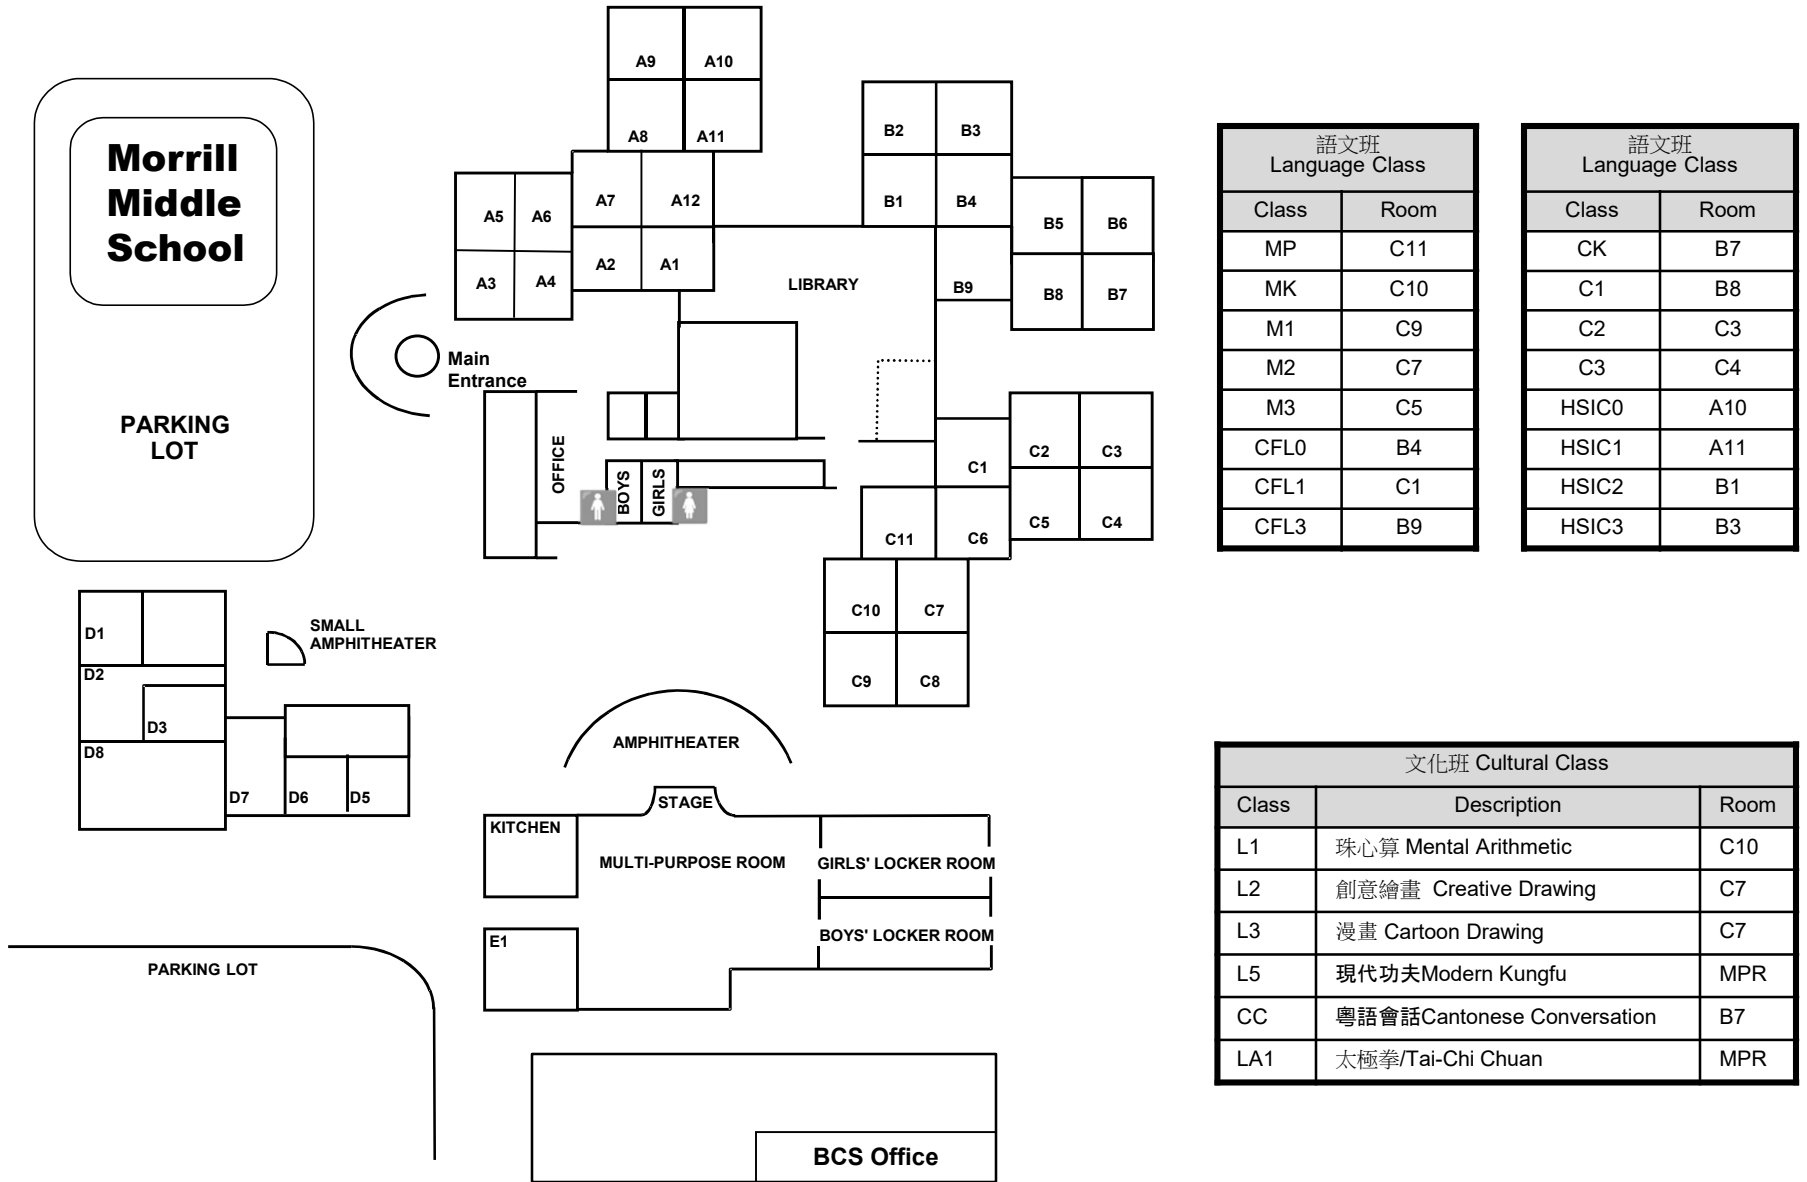 Morrill
Middle
School
PARKING
LOT
A9 A10
A8 A11
A5 A6 A7 A12
A3 A4 A2 A1
B2 B3
B1 B4
B5 B6
B9 B8 B7
LIBRARY
Main
Entrance
OFFICE
BOYS
GIRLS
C1 C2 C3
C11 C6 C5 C4
C10 C7
C9 C8
D1
D2
D3
D8
D7 D6 D5
SMALL
AMPHITHEATER
AMPHITHEATER
STAGE
KITCHEN
MULTI-PURPOSE ROOM
GIRLS' LOCKER ROOM
E1
BOYS' LOCKER ROOM
PARKING LOT
BCS Office
語文班
Language Class
Class Room
MP C11
MK C10
M1 C9
M2 C7
M3 C5
CFL0 B4
CFL1 C1
CFL3 B9
語文班
Language Class
Class Room
CK B7
C1 B8
C2 C3
C3 C4
HSIC0 A10
HSIC1 A11
HSIC2 B1
HSIC3 B3
文化班 Cultural Class
Class Description Room
L1 珠心算 Mental Arithmetic C10
L2 創意繪畫 Creative Drawing C7
L3 漫畫 Cartoon Drawing C7
L5 現代功夫Modern Kungfu MPR
CC 粵語會話Cantonese Conversation B7
LA1 太極拳/Tai-Chi Chuan MPR